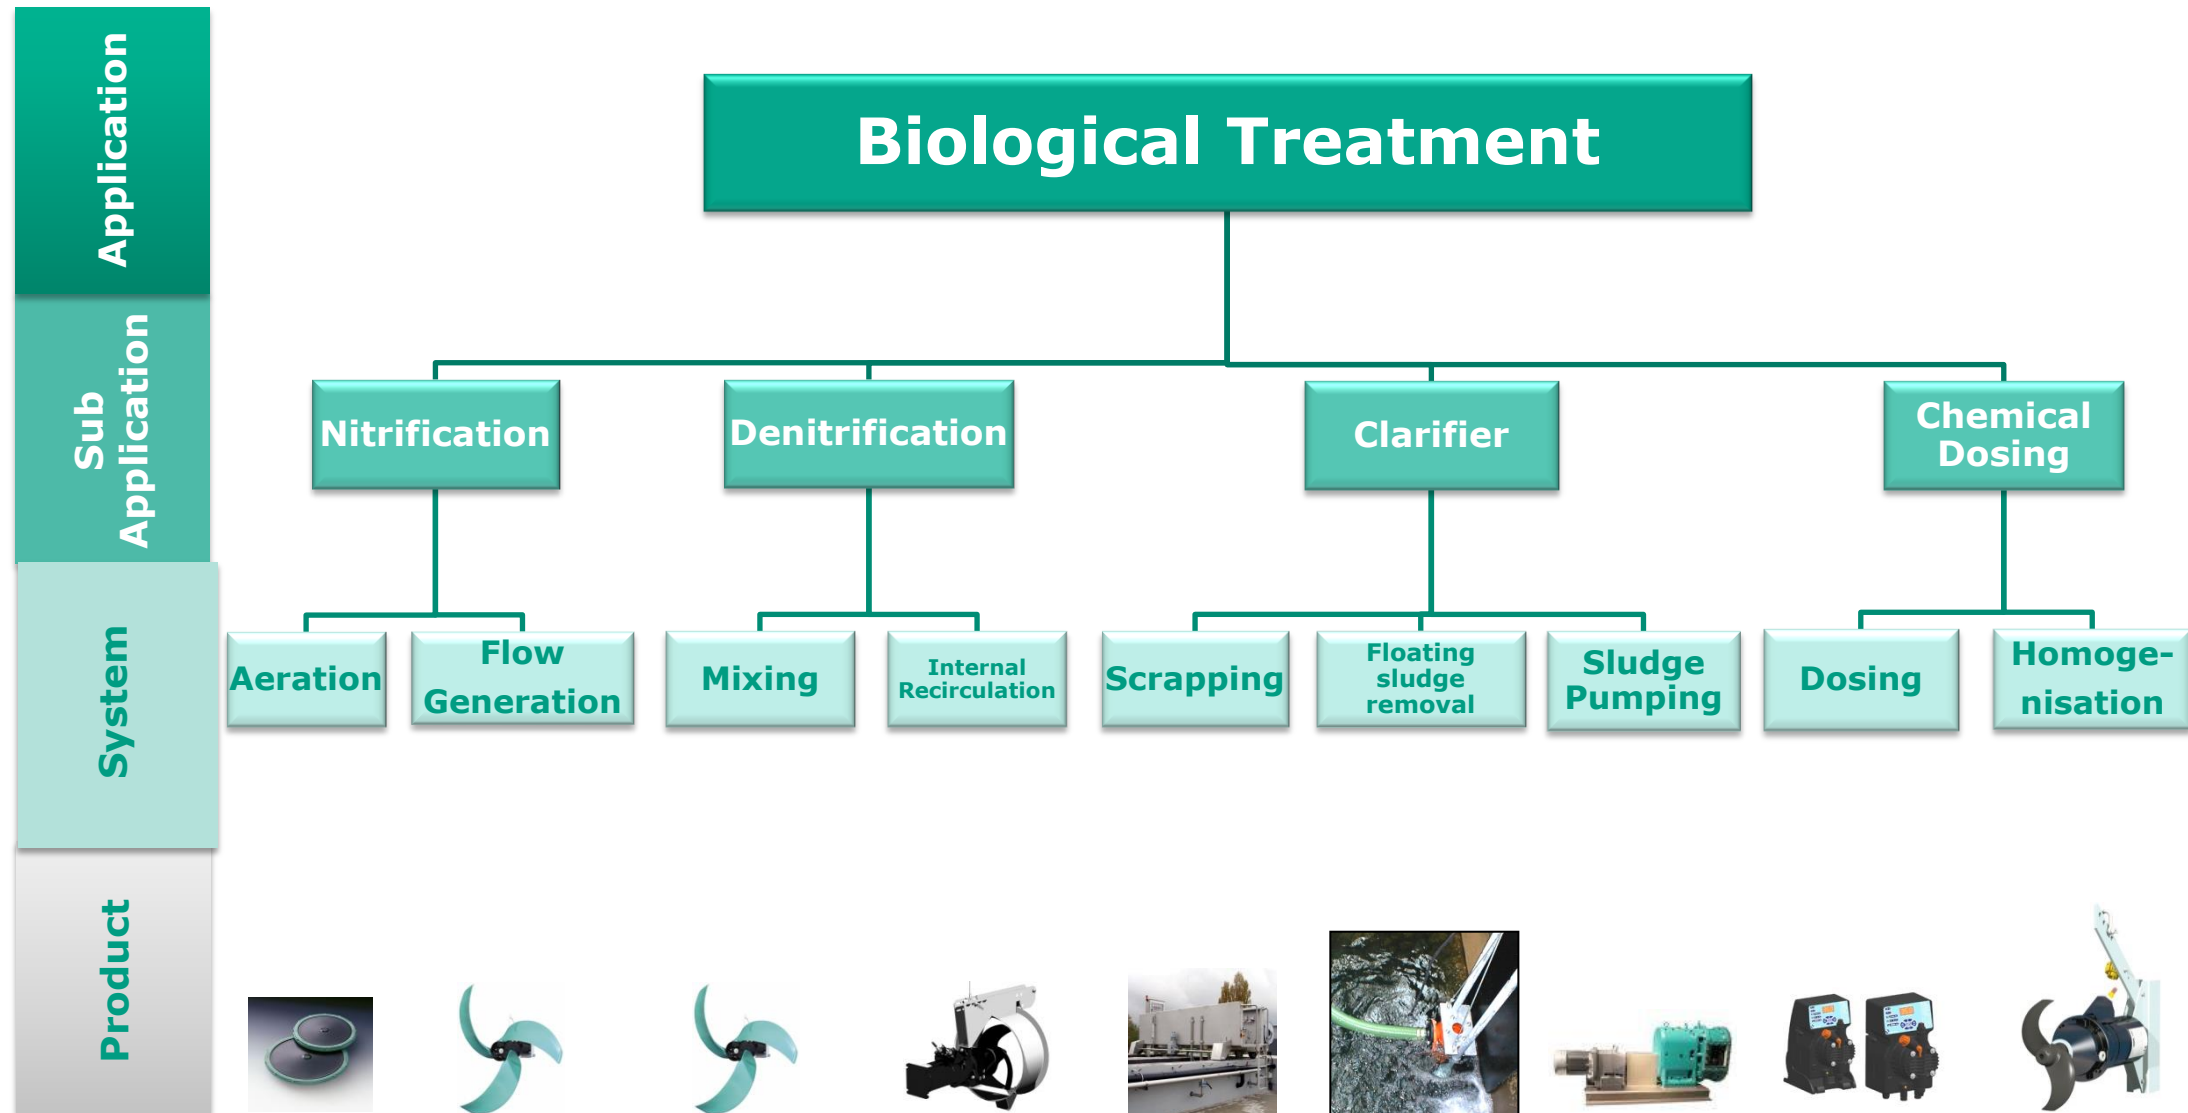 Application
Biological Treatment
Sub
Application
Nitrification
Denitrification
Clarifier
Chemical
Dosing
System
Aeration
Flow
Generation
Mixing
Internal
Recirculation
Scrapping
Floating
sludge
removal
Sludge
Pumping
Dosing
Homoge-
nisation
Product